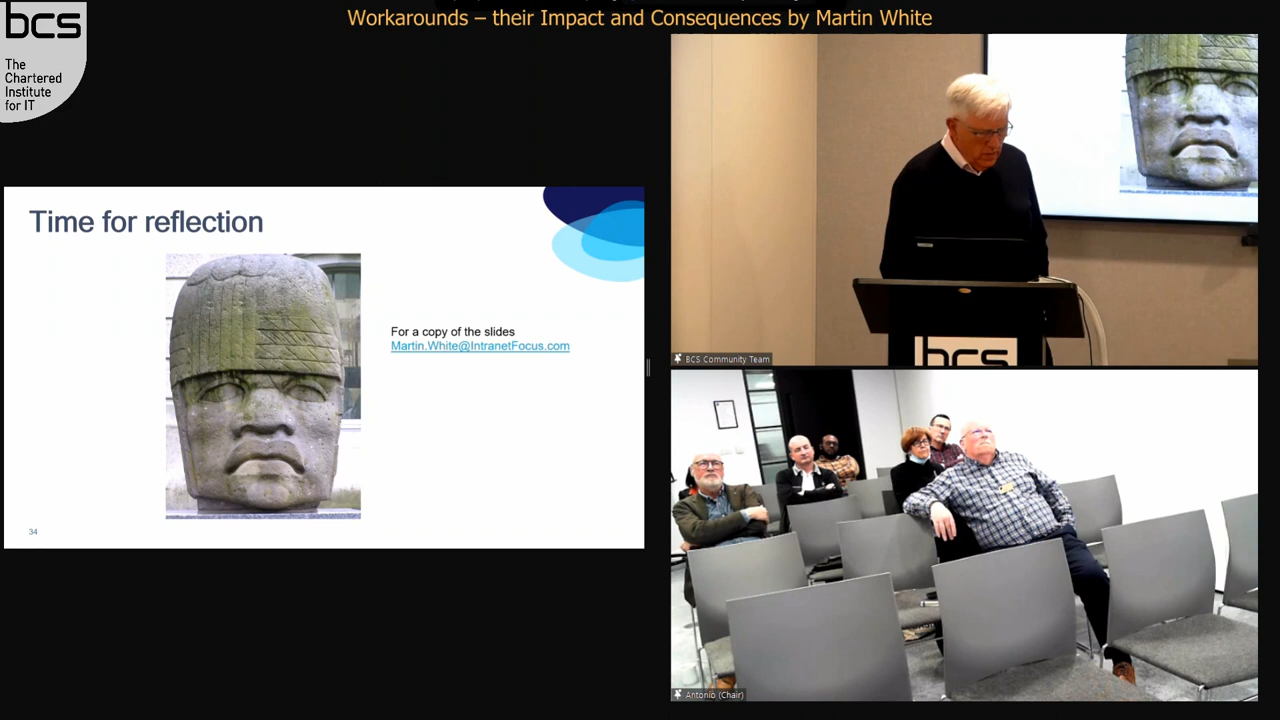 bcs
The
Chartered
Institute
for IT
Workarounds – their Impact and Consequences by Martin White
Time for reflection
For a copy of the slides
Martin.White@IntranetFocus.com
34
bcs
BCS Community Team
Antonio (Chair)